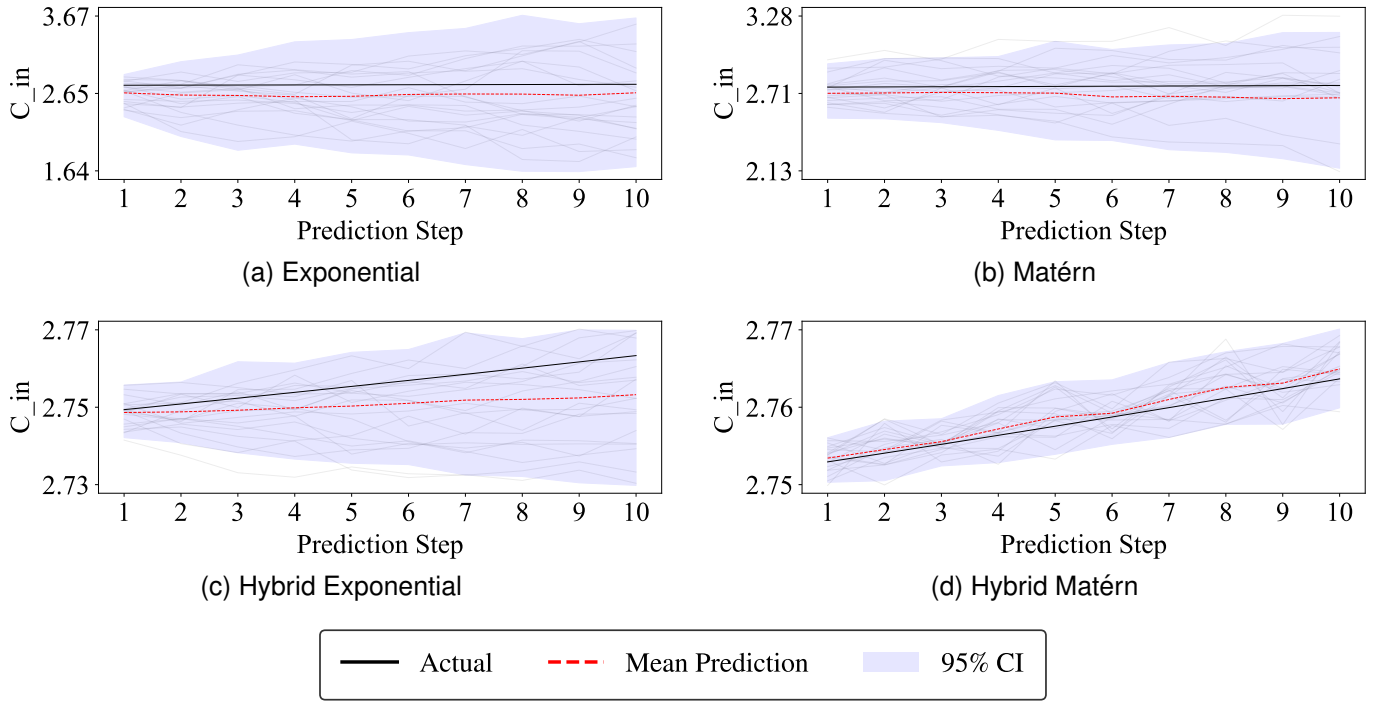 3.67
2.65
1.64
C_in
1 2 3 4 5 6 7 8 9 10
Prediction Step
(a) Exponential
3.28
2.71
2.13
C_in
1 2 3 4 5 6 7 8 9 10
Prediction Step
(b) Matérn
2.77
2.75
2.73
C_in
1 2 3 4 5 6 7 8 9 10
Prediction Step
(c) Hybrid Exponential
2.77
2.76
2.75
C_in
1 2 3 4 5 6 7 8 9 10
Prediction Step
(d) Hybrid Matérn
Actual Mean Prediction 95% CI